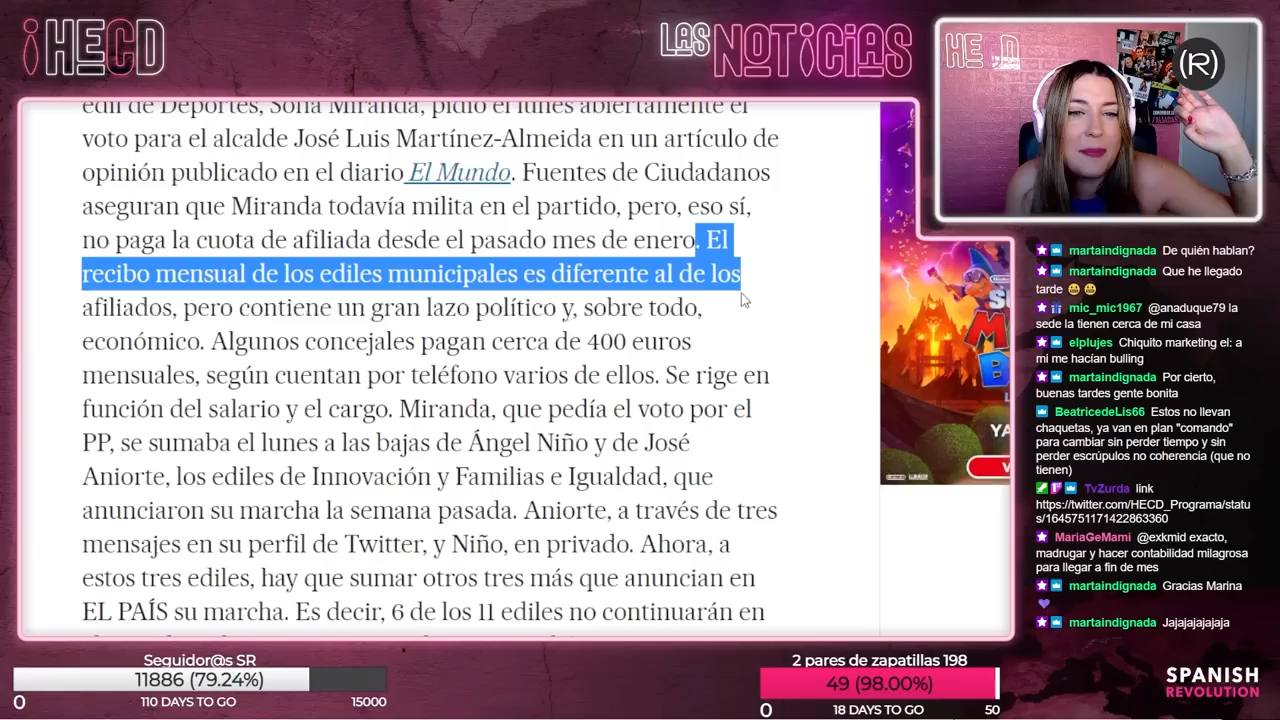 ¡HECD
LAS NOTICIAS
edil de Deportes, Sofía Miranda, pidió el lunes abiertamente el
voto para el alcalde José Luis Martínez-Almeida en un artículo de
opinión publicado en el diario El Mundo. Fuentes de Ciudadanos
aseguran que Miranda todavía milita en el partido, pero, eso sí,
no paga la cuota de afiliada desde el pasado mes de enero. El
recibo mensual de los ediles municipales es diferente al de los
afiliados, pero contiene un gran lazo político y, sobre todo,
económico. Algunos concejales pagan cerca de 400 euros
mensuales, según cuentan por teléfono varios de ellos. Se rige en
función del salario y el cargo. Miranda, que pedía el voto por el
PP, se sumaba el lunes a las bajas de Ángel Niño y de José
Aniorte, los ediles de Innovación y Familias e Igualdad, que
anunciaron su marcha la semana pasada. Aniorte, a través de tres
mensajes en su perfil de Twitter, y Niño, en privado. Ahora, a
estos tres ediles, hay que sumar otros tres más que anuncian en
EL PAÍS su marcha. Es decir, 6 de los 11 ediles no continuarán en
YA
(R)
martaindignada De quién hablan?
martaindignada Que he llegado
tarde 😀 😀
mic_mic1967 @anaduque79 la
sede la tienen cerca de mi casa
elplujes Chiquito marketing el: a
mi me hacían bulling
martaindignada Por cierto,
buenas tardes gente bonita
BeatricedeLis66 Estos no llevan
chaquetas, ya van en plan "comando"
para cambiar sin perder tiempo y sin
perder escrúpulos no coherencia (que no
tienen)
TvZurda link
https://twitter.com/HECD_Programa/statu
s/1645751171422863360
MaríaGeMami @exkmid exacto,
madrugar y hacer contabilidad milagrosa
para llegar a fin de mes
martaindignada Gracias Marina
💜
martaindignada Jajajajajajaja
Seguidor@s SR
11886 (79.24%)
0 110 DAYS TO GO 15000
2 pares de zapatillas 198
49 (98.00%)
0 18 DAYS TO GO 50
SPANISH
REVOLUTION